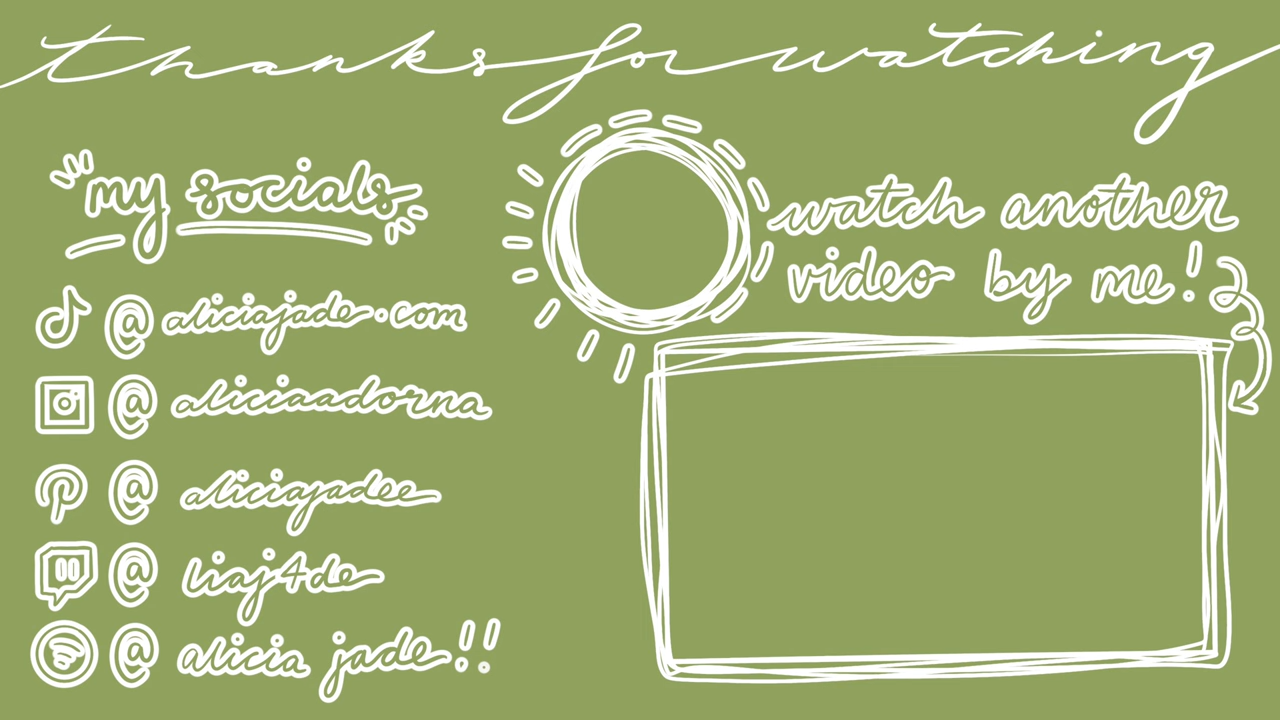 thanks for watching
my socials
@aliciajade.com
@aliciaadorna
@aliciajadee
@liaj4de
@alicia jade!!
watch another
video by me!